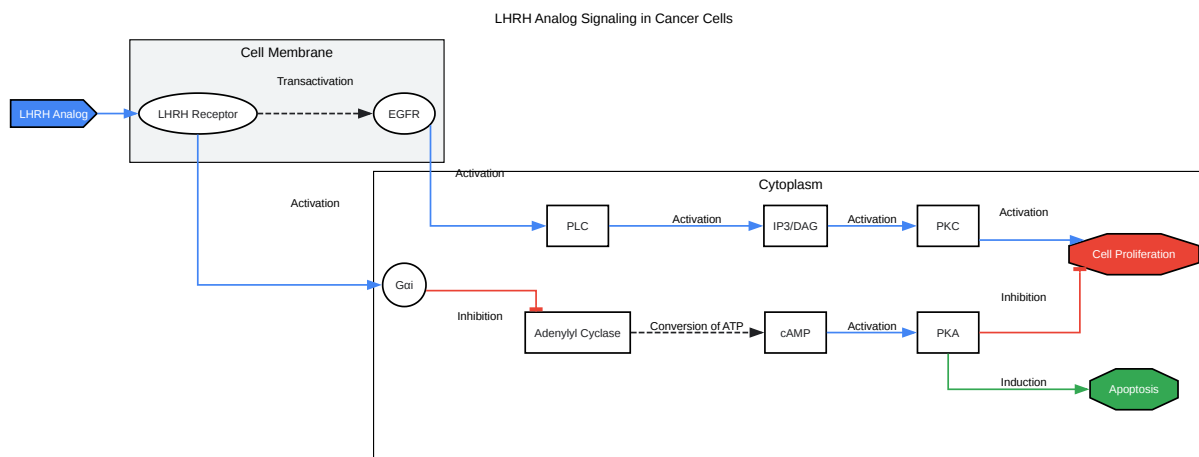 LHRH Analog Signaling in Cancer Cells
Cell Membrane
Transactivation
LHRH Analog
LHRH Receptor
EGFR
Activation
Cytoplasm
Activation
PLC
Activation
IP3/DAG
Activation
PKC
Activation
Cell Proliferation
Gαi
Inhibition
Adenylyl Cyclase
Conversion of ATP
cAMP
Activation
PKA
Inhibition
Induction
Apoptosis